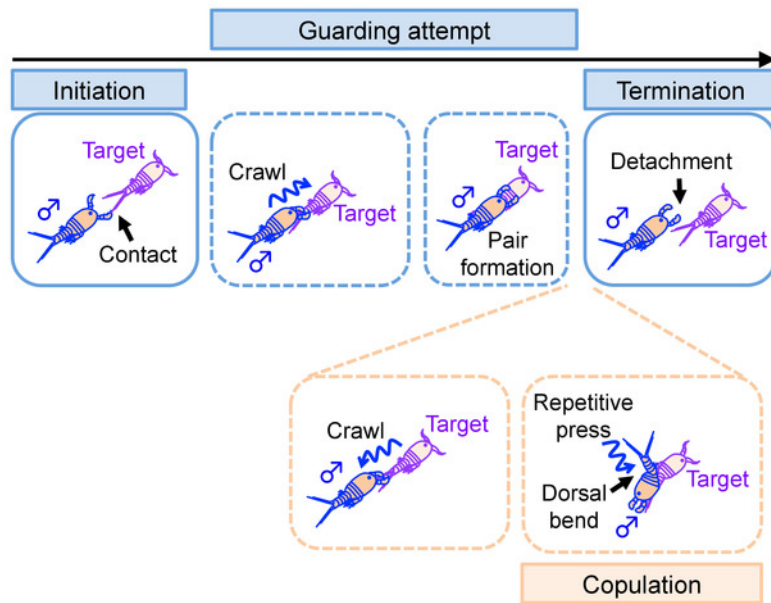 Guarding attempt
Initiation
Termination
Target
♂
Contact
Crawl
Target
♂
Target
♂
Pair
formation
Detachment
♂
Target
Crawl
♂
Target
Repetitive
press
Target
Dorsal
bend
♂
Copulation